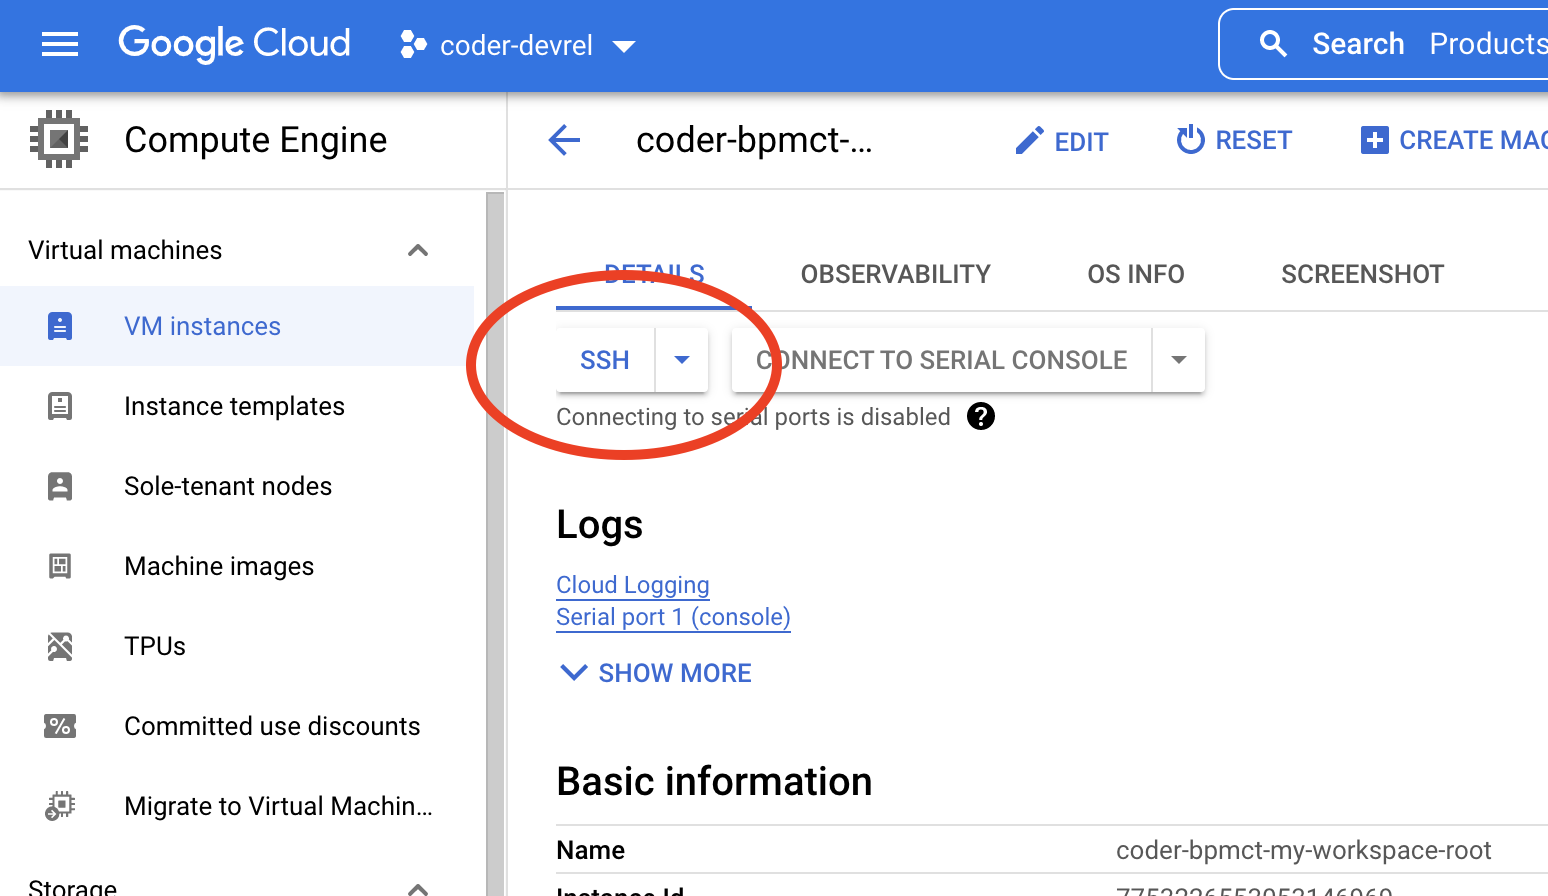 Google Cloud
coder-devrel
Search Products
Compute Engine
coder-bpmct-...
EDIT
RESET
CREATE MAC
Virtual machines
VM instances
Instance templates
Sole-tenant nodes
Machine images
TPUs
Committed use discounts
Migrate to Virtual Machin...
Storage
DETAILS
OBSERVABILITY
OS INFO
SCREENSHOT
SSH
CONNECT TO SERIAL CONSOLE
Connecting to serial ports is disabled
Logs
Cloud Logging
Serial port 1 (console)
SHOW MORE
Basic information
Name
coder-bpmct-my-workspace-root
Instance Id